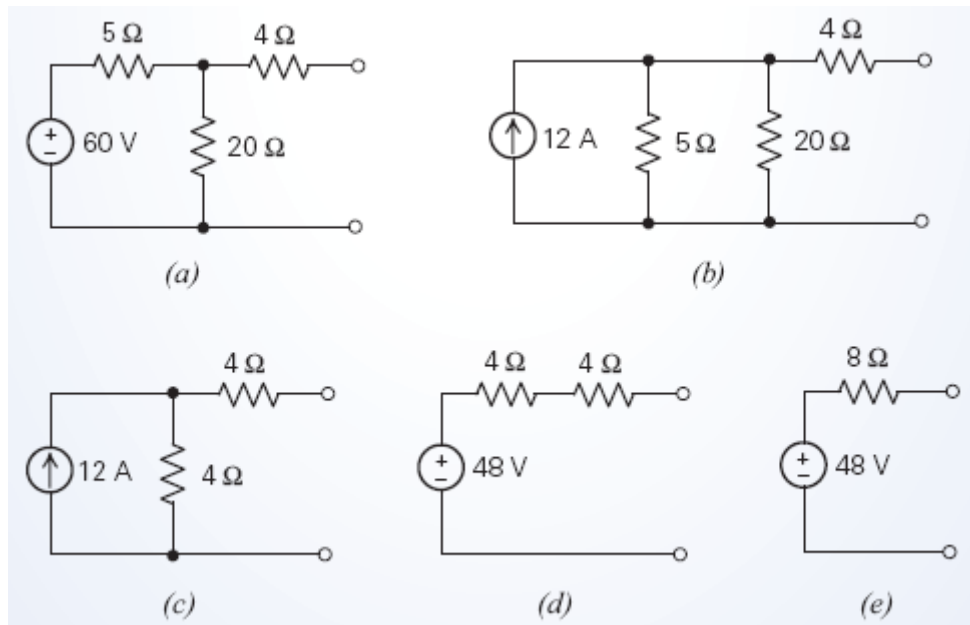 5 Ω 4 Ω
+
− 60 V
20 Ω
(a)
4 Ω
12 A 5 Ω 20 Ω
(b)
4 Ω
12 A 4 Ω
(c)
4 Ω 4 Ω
+
− 48 V
(d)
8 Ω
+
− 48 V
(e)